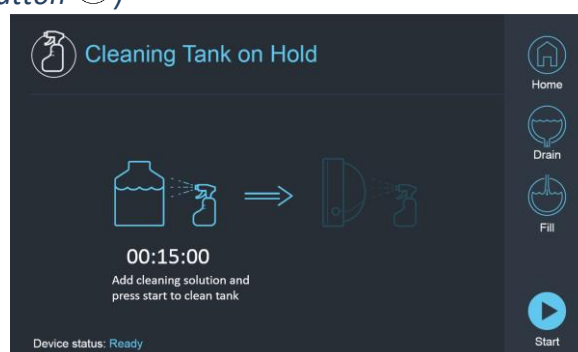 utton )
Cleaning Tank on Hold
Home
Drain
Fill
00:15:00
Add cleaning solution and
press start to clean tank
Device status: Ready
Start